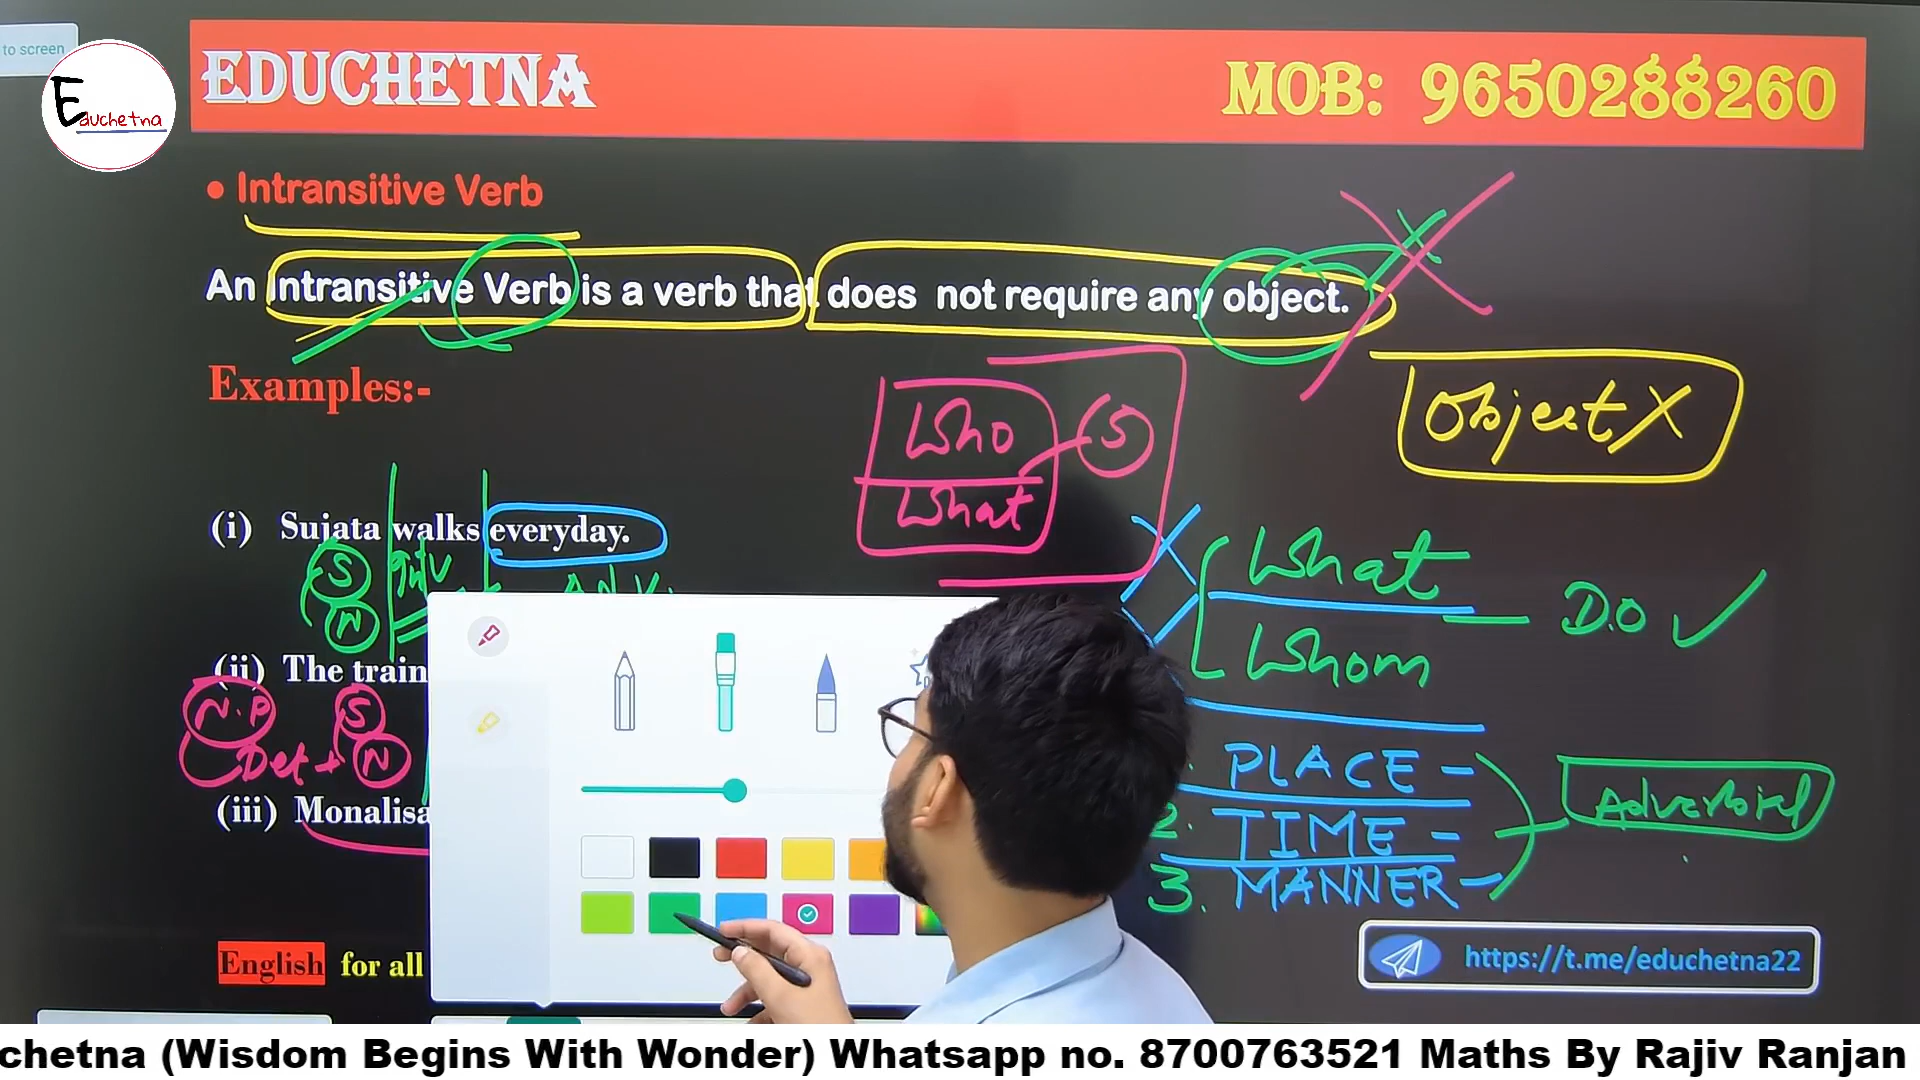 to screen
Educhetna
EDUCHETNA
MOB: 9650288260
• Intransitive Verb
An Intransitive Verb is a verb that does not require any object.
Examples:-
Who
What
S
Object X
(i) Sujata walks everyday.
S
N
What
Whom
D.O ✓
(ii) The train
N.P
S
Det + N
PLACE -
2. TIME -
3. MANNER -
Adverbial
(iii) Monalisa
English for all
https://t.me/educhetna22
chetna (Wisdom Begins With Wonder) Whatsapp no. 8700763521 Maths By Rajiv Ranjan